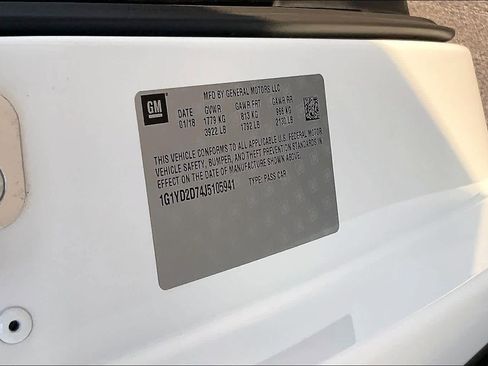 MFD BY GENERAL MOTORS LLC
GM
DATE GVWR GAWR FRT GAWR RR
01/18 1779 KG 813 KG 966 KG
3922 LB 1792 LB 2130 LB
THIS VEHICLE CONFORMS TO ALL APPLICABLE U.S. FEDERAL MOTOR
VEHICLE SAFETY, BUMPER, AND THEFT PREVENTION STANDARDS IN
EFFECT ON THE DATE OF MANUFACTURE SHOWN ABOVE.
1G1YD2D74J5105941 TYPE: PASS CAR